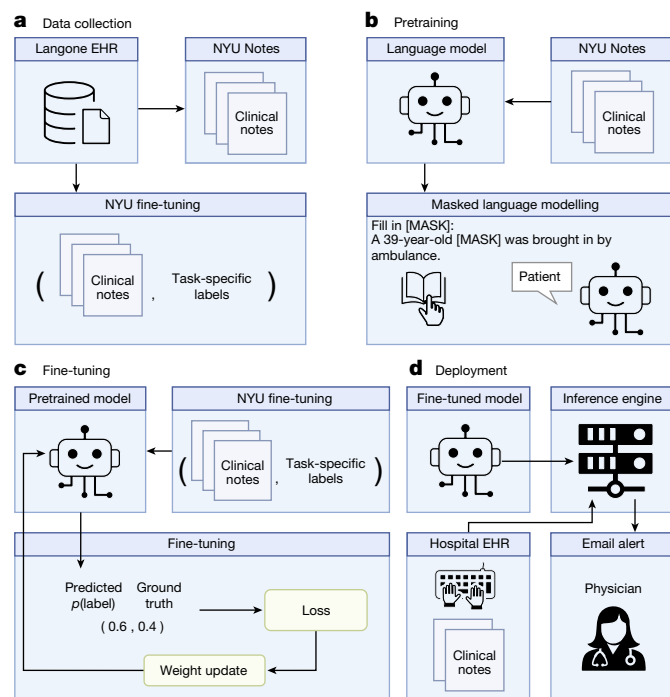 a Data collection
Langone EHR
NYU Notes
Clinical
notes
NYU fine-tuning
(
Clinical
notes
,
Task-specific
labels
)
b Pretraining
Language model
NYU Notes
Clinical
notes
Masked language modelling
Fill in [MASK]:
A 39-year-old [MASK] was brought in by
ambulance.
Patient
c Fine-tuning
Pretrained model
NYU fine-tuning
(
Clinical
notes
,
Task-specific
labels
)
Fine-tuning
Predicted
p(label)
Ground
truth
( 0.6 , 0.4 )
Loss
Weight update
d Deployment
Fine-tuned model
Inference engine
Hospital EHR
Clinical
notes
Email alert
Physician